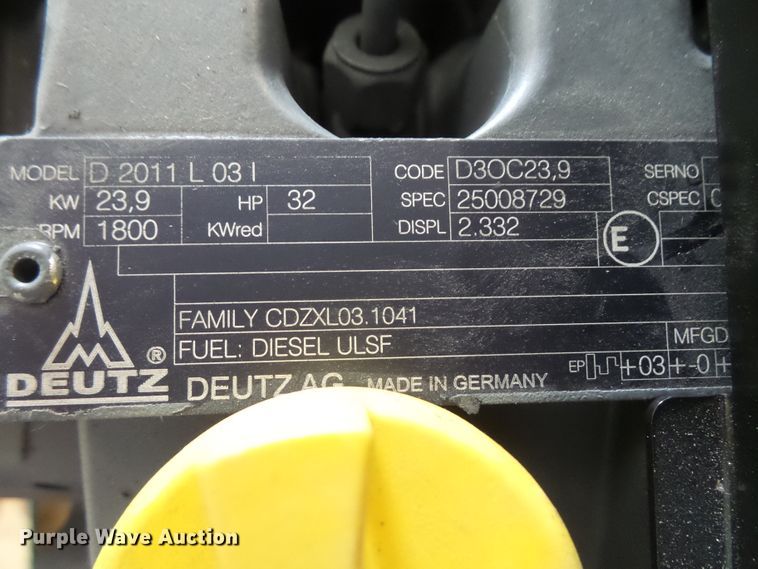 MODEL D 2011 L 03 I CODE D3OC23,9 SERNO
KW 23,9 HP 32 SPEC 25008729 CSPEC
RPM 1800 KWred DISPL 2.332 E
FAMILY CDZXL03.1041
FUEL: DIESEL ULSF MFGD
EP +03 +-0 +
DEUTZ ® DEUTZ AG MADE IN GERMANY
Purple Wave Auction